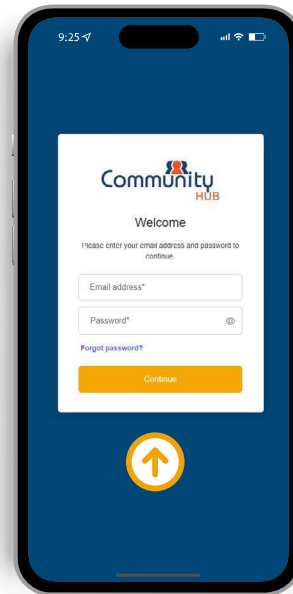 9:25
Community
HUB
Welcome
Please enter your email address and password to
continue
Email address*
Password*
Forgot password?
Continue